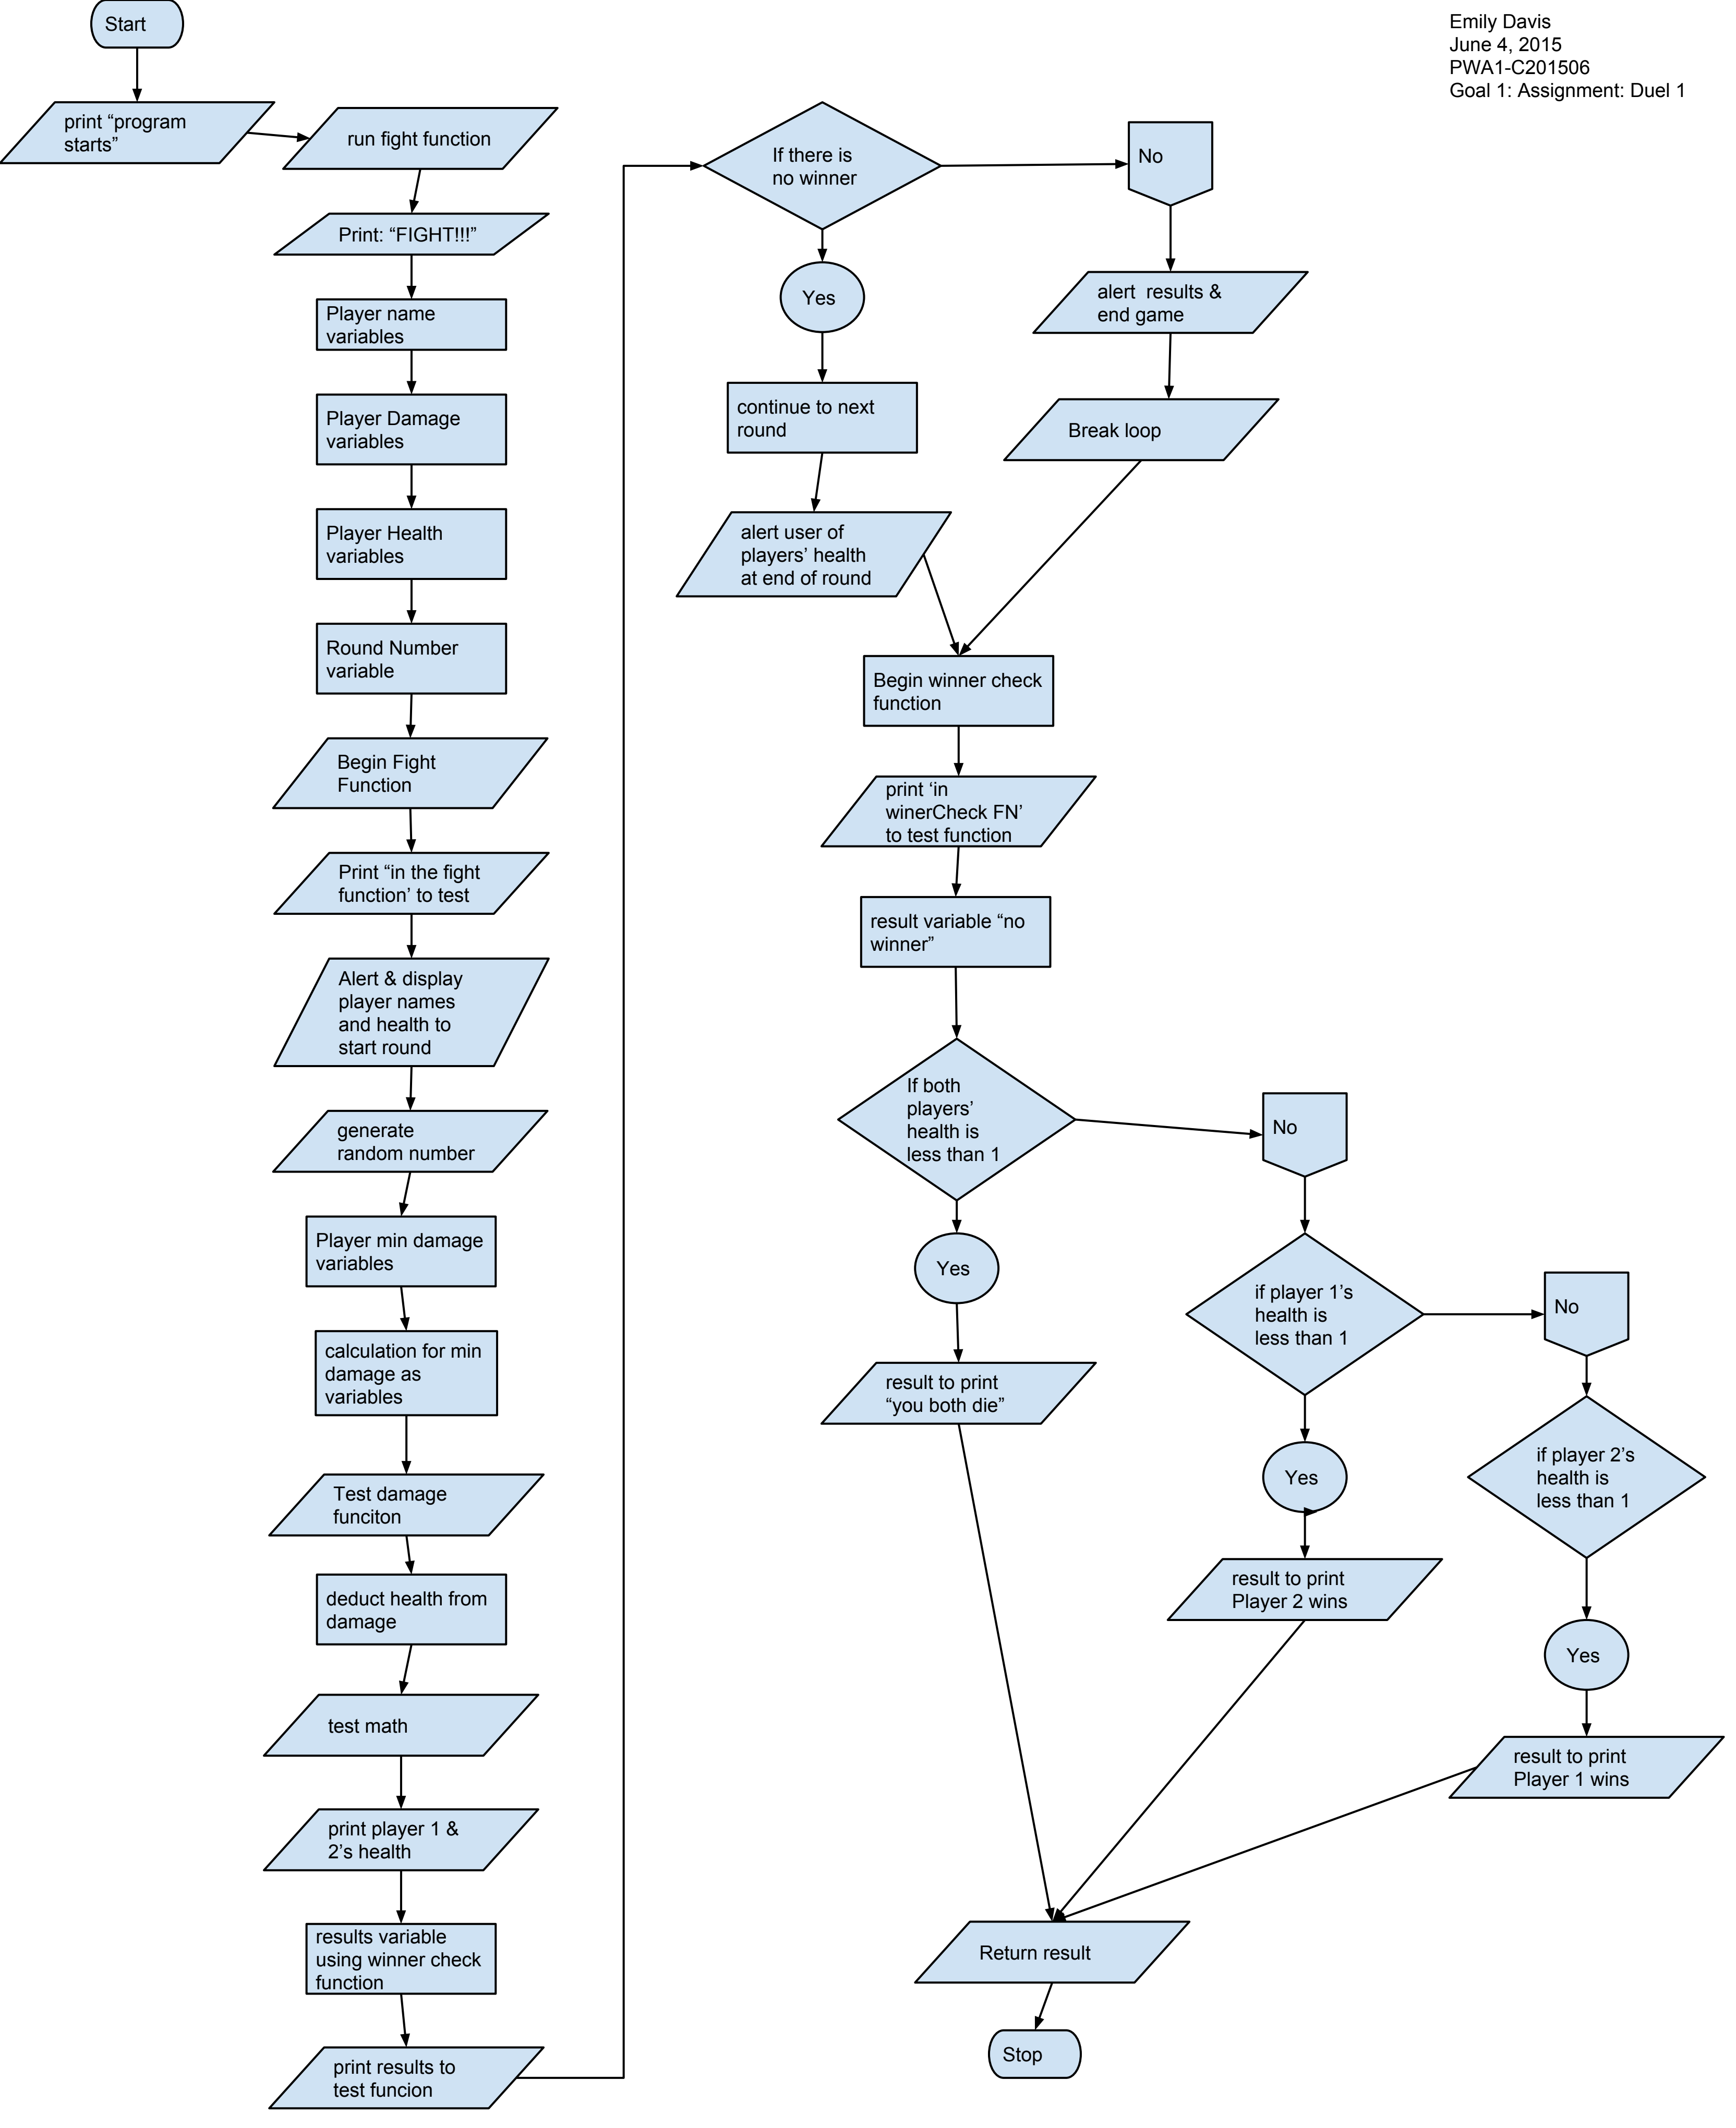 Emily Davis
June 4, 2015
PWA1-C201506
Goal 1: Assignment: Duel 1
Start
print “program
starts”
run fight function
Print: “FIGHT!!!”
Player name
variables
Player Damage
variables
Player Health
variables
Round Number
variable
Begin Fight
Function
Print “in the fight
function’ to test
Alert & display
player names
and health to
start round
generate
random number
Player min damage
variables
calculation for min
damage as
variables
Test damage
funciton
deduct health from
damage
test math
print player 1 &
2’s health
results variable
using winner check
function
print results to
test funcion
If there is
no winner
No
Yes
alert  results &
end game
continue to next
round
Break loop
alert user of
players’ health
at end of round
Begin winner check
function
print ‘in
winerCheck FN’
to test function
result variable “no
winner”
If both
players’
health is
less than 1
No
Yes
result to print
“you both die”
if player 1’s
health is
less than 1
No
Yes
result to print
Player 2 wins
if player 2’s
health is
less than 1
Yes
result to print
Player 1 wins
Return result
Stop